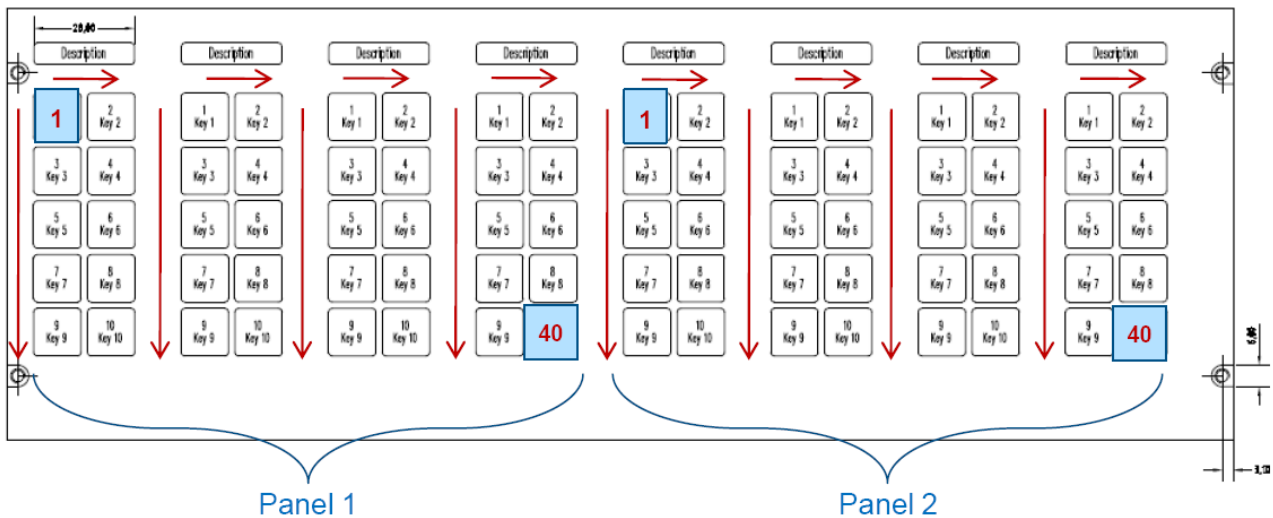 Description Description Description Description Description Description Description Description
1 2 1 2 1 2 1 2 1 2 1 2 1 2 1 2
Key 2 Key 1 Key 2 Key 1 Key 2 Key 1 Key 2 Key 2 Key 1 Key 2 Key 1 Key 2 Key 1 Key 2
3 4 3 4 3 4 3 4 3 4 3 4 3 4 3 4
Key 3 Key 4 Key 3 Key 4 Key 3 Key 4 Key 3 Key 4 Key 3 Key 4 Key 3 Key 4 Key 3 Key 4 Key 3 Key 4
5 6 5 6 5 6 5 6 5 6 5 6 5 6 5 6
Key 5 Key 6 Key 5 Key 6 Key 5 Key 6 Key 5 Key 6 Key 5 Key 6 Key 5 Key 6 Key 5 Key 6 Key 5 Key 6
7 8 7 8 7 8 7 8 7 8 7 8 7 8 7 8
Key 7 Key 8 Key 7 Key 8 Key 7 Key 8 Key 7 Key 8 Key 7 Key 8 Key 7 Key 8 Key 7 Key 8 Key 7 Key 8
9 10 9 10 9 10 9 40 9 10 9 10 9 10 9 40
Key 9 Key 10 Key 9 Key 10 Key 9 Key 10 Key 9 Key 9 Key 10 Key 9 Key 10 Key 9 Key 10 Key 9
Panel 1 Panel 2